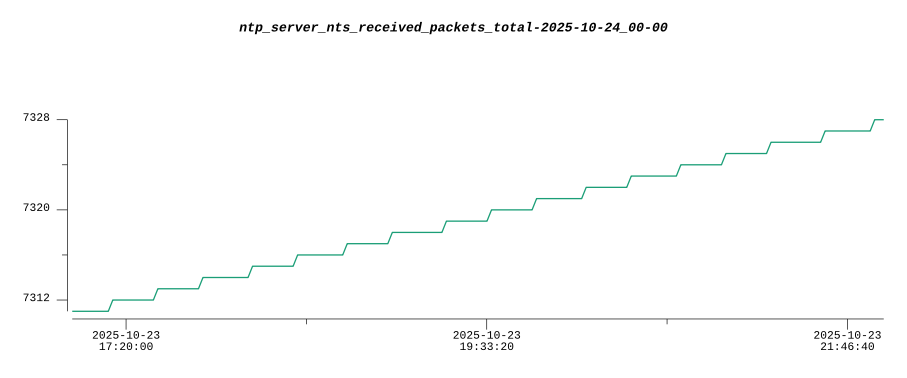 ntp_server_nts_received_packets_total-2025-10-24_00-00
7328
7320
7312
2025-10-23 2025-10-23 2025-10-23
17:20:00 19:33:20 21:46:40